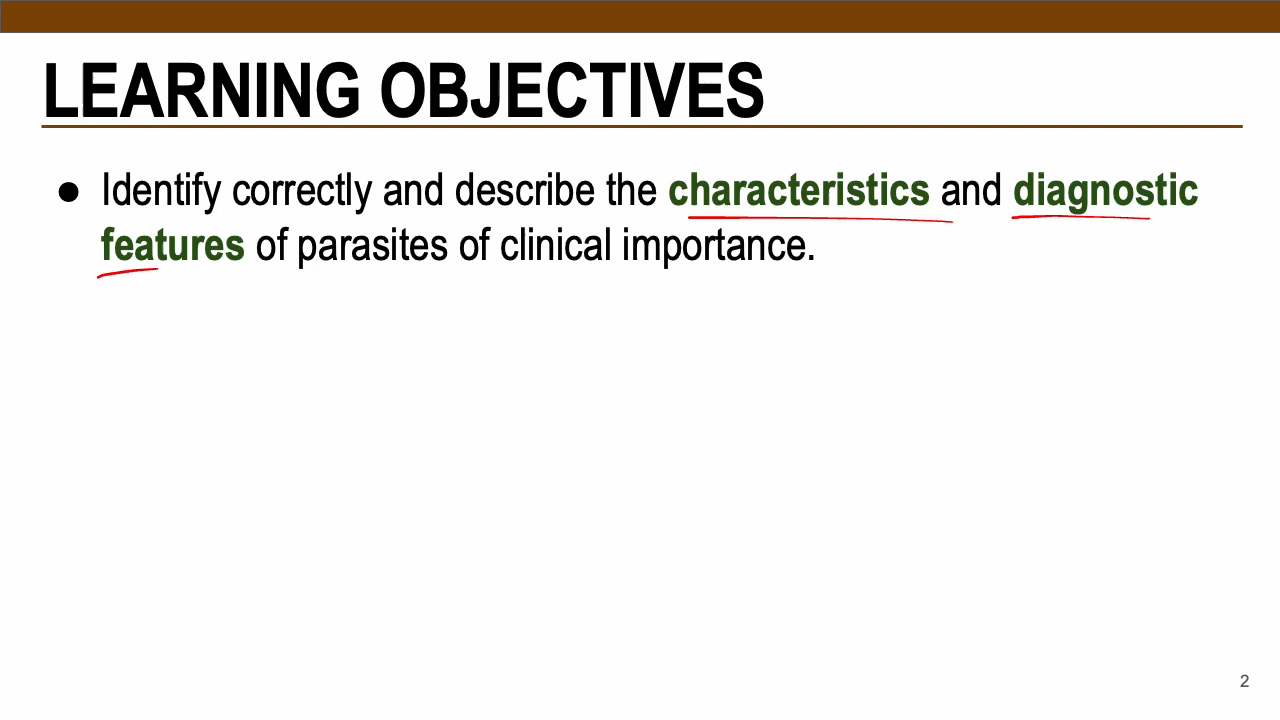 LEARNING OBJECTIVES
● Identify correctly and describe the characteristics and diagnostic
features of parasites of clinical importance.
2